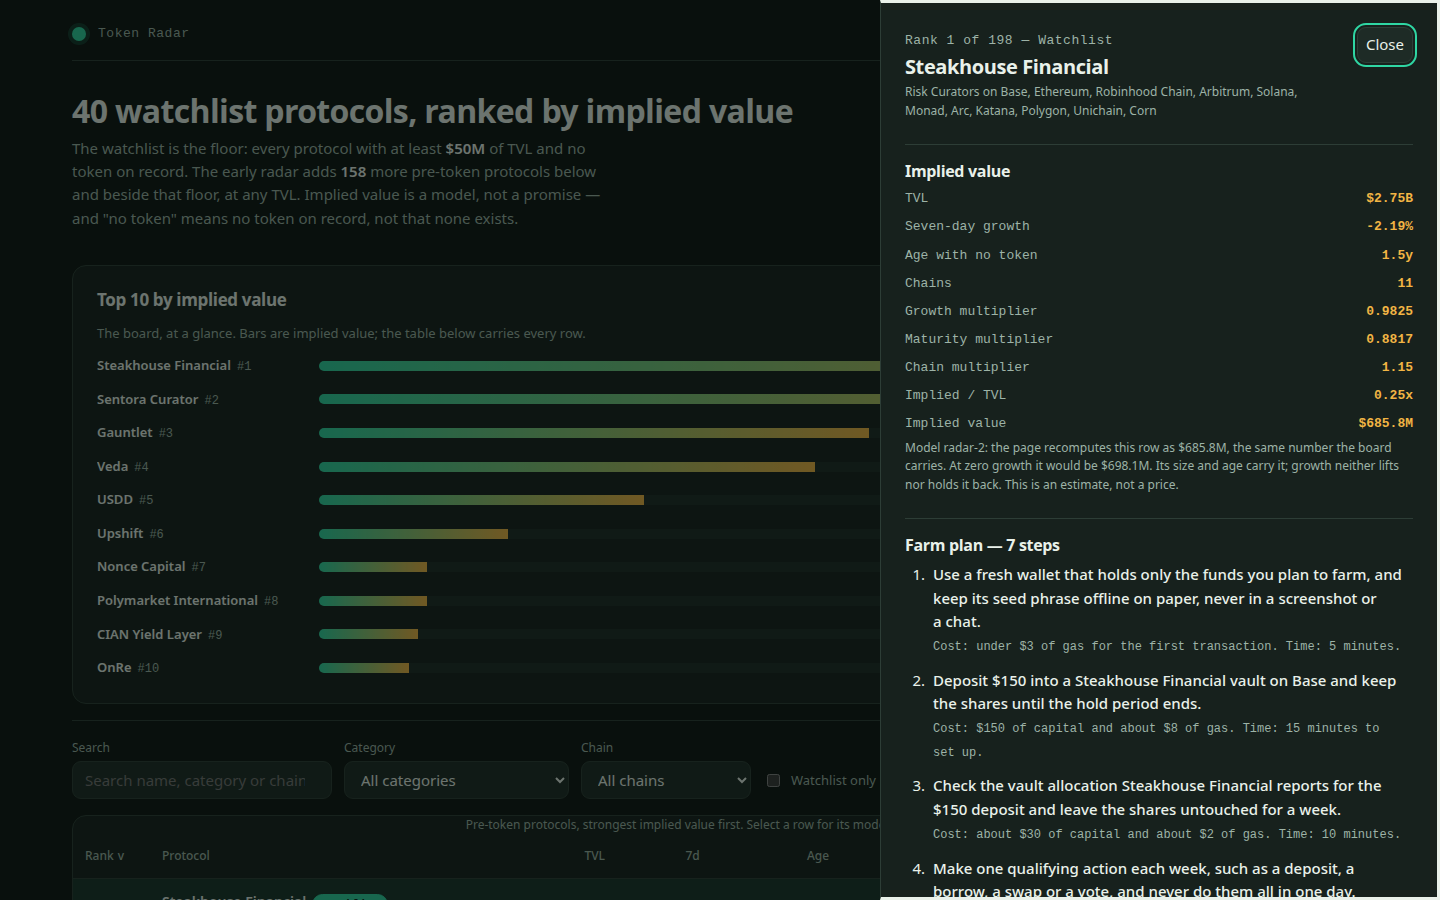 Token Radar
40 watchlist protocols, ranked by implied value
The watchlist is the floor: every protocol with at least $50M of TVL and no
token on record. The early radar adds 158 more pre-token protocols below
and beside that floor, at any TVL. Implied value is a model, not a promise —
and "no token" means no token on record, not that none exists.
Top 10 by implied value
The board, at a glance. Bars are implied value; the table below carries every row.
Steakhouse Financial #1
Sentora Curator #2
Gauntlet #3
Veda #4
USDD #5
Upshift #6
Nonce Capital #7
Polymarket International #8
CIAN Yield Layer #9
OnRe #10
Search Category Chain
Search name, category or chain All categories All chains Watchlist only
Pre-token protocols, strongest implied value first. Select a row for its
Rank v Protocol TVL 7d Age
Steakhouse Financial
Rank 1 of 198 — Watchlist
Close
Steakhouse Financial
Risk Curators on Base, Ethereum, Robinhood Chain, Arbitrum, Solana,
Monad, Arc, Katana, Polygon, Unichain, Corn
Implied value
TVL $2.75B
Seven-day growth -2.19%
Age with no token 1.5y
Chains 11
Growth multiplier 0.9825
Maturity multiplier 0.8817
Chain multiplier 1.15
Implied / TVL 0.25x
Implied value $685.8M
Model radar-2: the page recomputes this row as $685.8M, the same number the board
carries. At zero growth it would be $698.1M. Its size and age carry it; growth neither lifts
nor holds it back. This is an estimate, not a price.
Farm plan — 7 steps
1. Use a fresh wallet that holds only the funds you plan to farm, and
keep its seed phrase offline on paper, never in a screenshot or
a chat.
Cost: under $3 of gas for the first transaction. Time: 5 minutes.
2. Deposit $150 into a Steakhouse Financial vault on Base and keep
the shares until the hold period ends.
Cost: $150 of capital and about $8 of gas. Time: 15 minutes to
set up.
3. Check the vault allocation Steakhouse Financial reports for the
$150 deposit and leave the shares untouched for a week.
Cost: about $30 of capital and about $2 of gas. Time: 10 minutes.
4. Make one qualifying action each week, such as a deposit, a
borrow, a swap or a vote, and never do them all in one day.